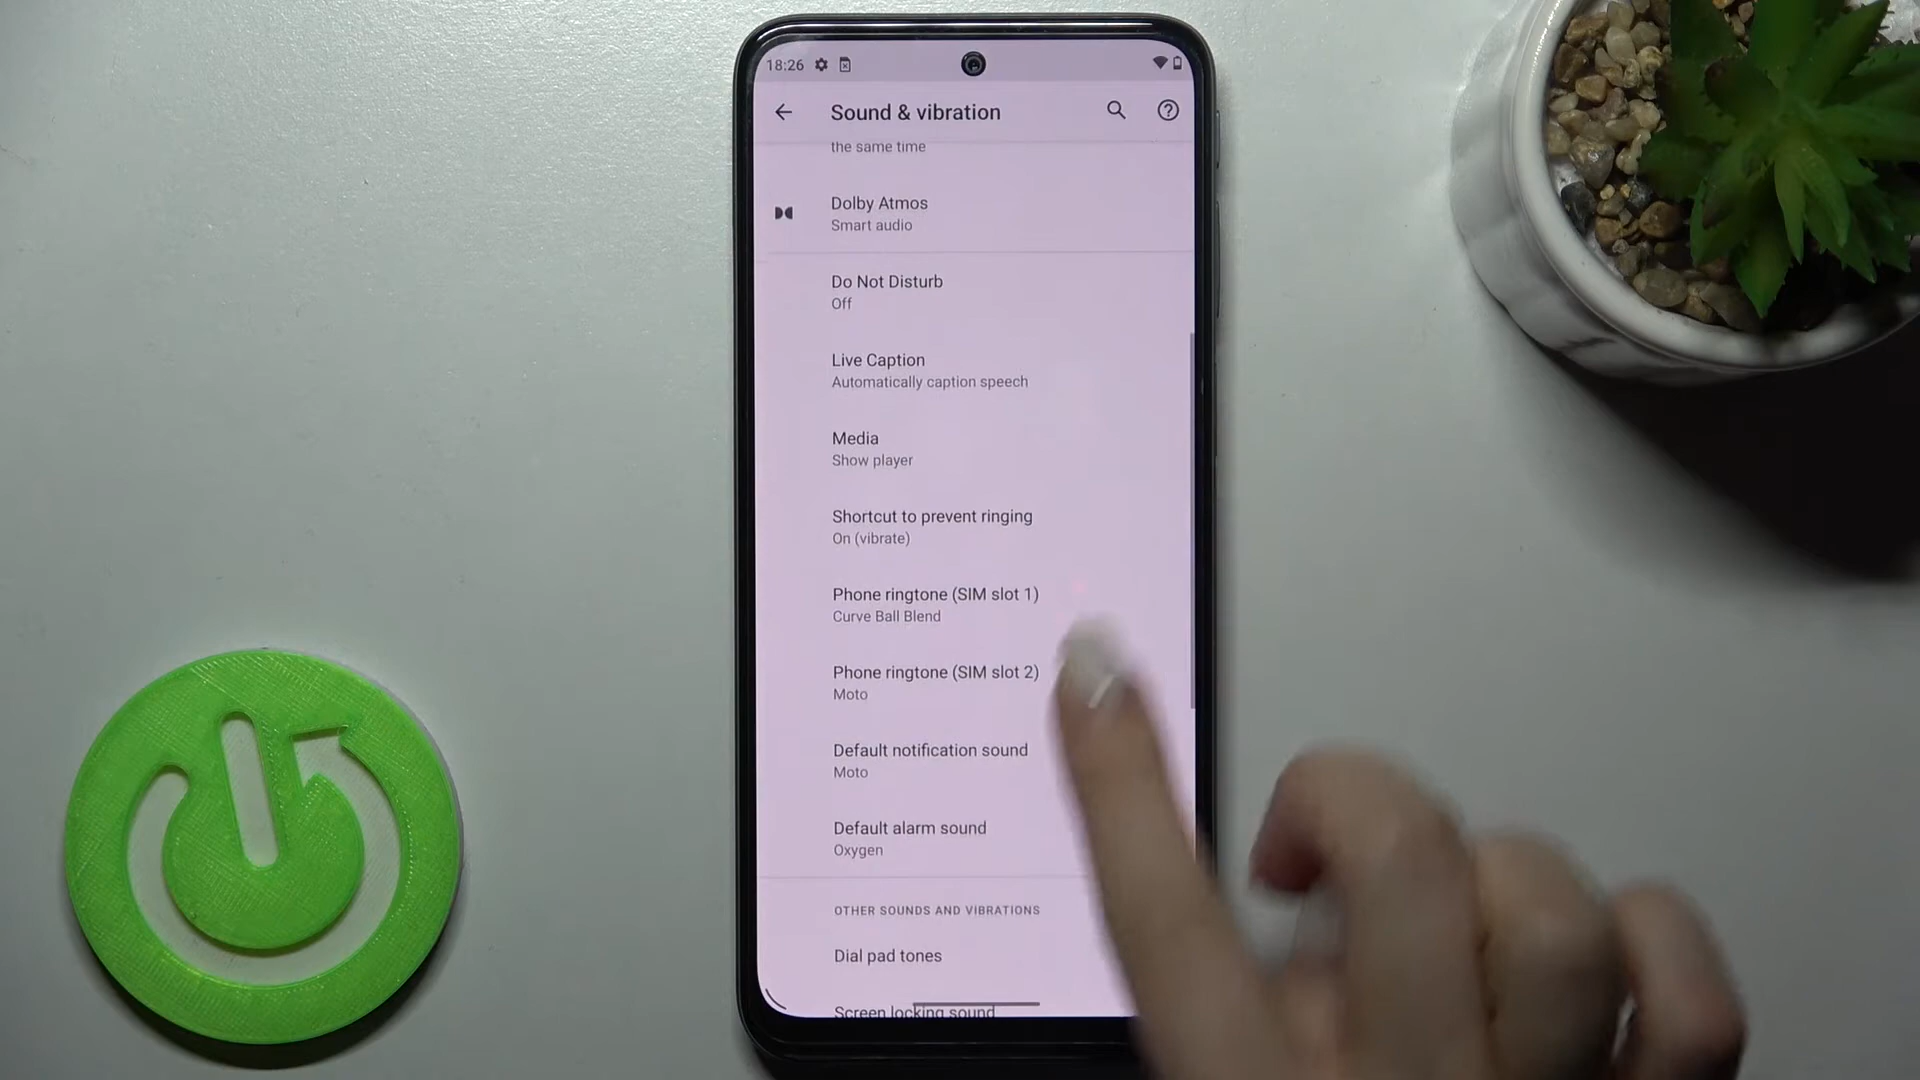 18:26
Sound & vibration
the same time
Dolby Atmos
Smart audio
Do Not Disturb
Off
Live Caption
Automatically caption speech
Media
Show player
Shortcut to prevent ringing
On (vibrate)
Phone ringtone (SIM slot 1)
Curve Ball Blend
Phone ringtone (SIM slot 2)
Moto
Default notification sound
Moto
Default alarm sound
Oxygen
OTHER SOUNDS AND VIBRATIONS
Dial pad tones
Screen locking sound